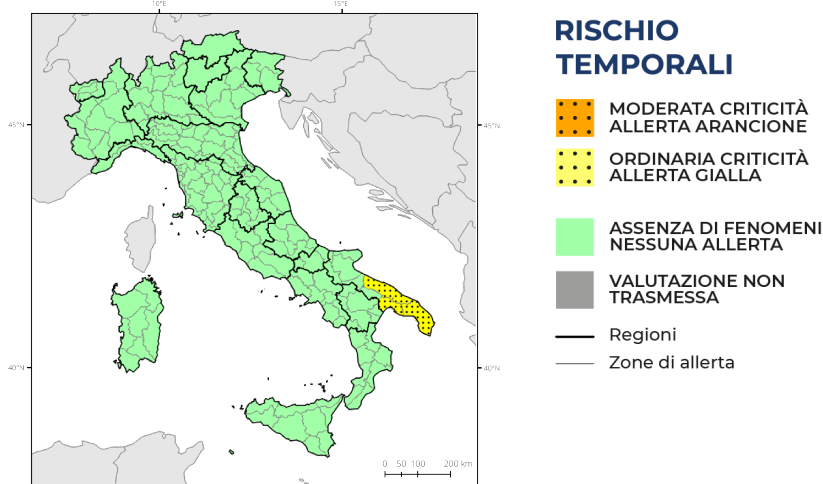 10°E
15°E
45°N
45°N
40°N
40°N
0 50 100 200 km
RISCHIO
TEMPORALI
MODERATA CRITICITÀ
ALLERTA ARANCIONE
ORDINARIA CRITICITÀ
ALLERTA GIALLA
ASSENZA DI FENOMENI
NESSUNA ALLERTA
VALUTAZIONE NON
TRASMESSA
Regioni
Zone di allerta